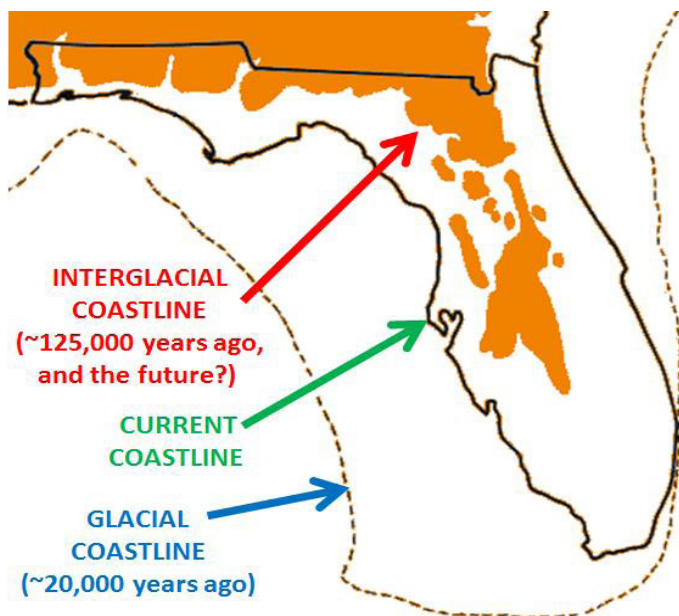 INTERGLACIAL
COASTLINE
(~125,000 years ago,
and the future?)
CURRENT
COASTLINE
GLACIAL
COASTLINE
(~20,000 years ago)